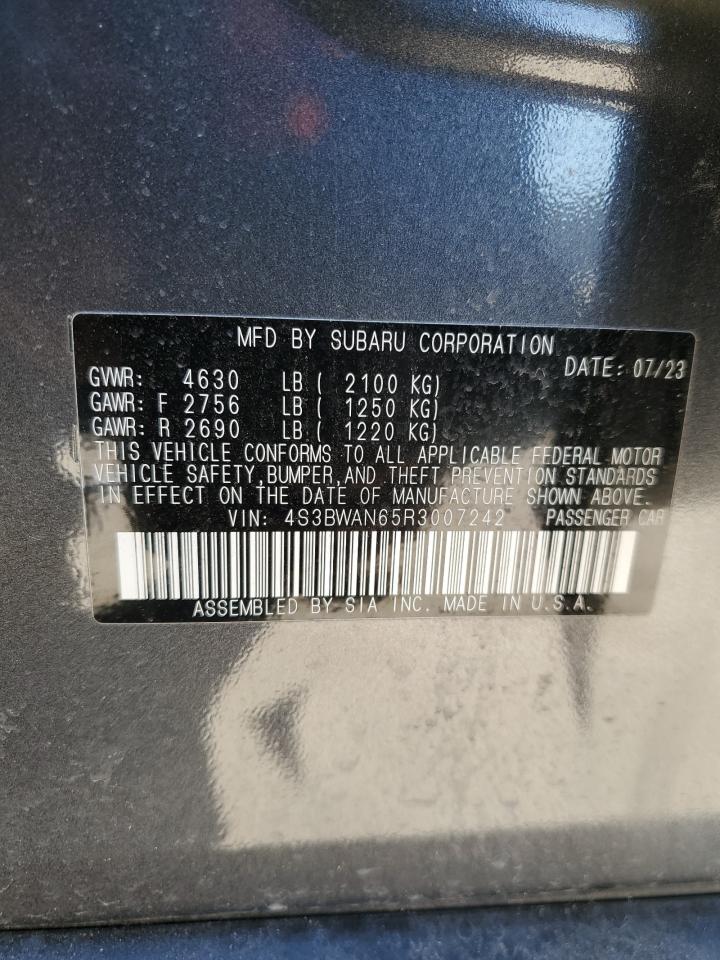 MFD BY SUBARU CORPORATION
DATE: 07/23
GVWR: 4630 LB ( 2100 KG)
GAWR: F 2756 LB ( 1250 KG)
GAWR: R 2690 LB ( 1220 KG)
THIS VEHICLE CONFORMS TO ALL APPLICABLE FEDERAL MOTOR
VEHICLE SAFETY, BUMPER, AND THEFT PREVENTION STANDARDS
IN EFFECT ON THE DATE OF MANUFACTURE SHOWN ABOVE.
VIN: 4S3BWAN65R3007242 PASSENGER CAR
ASSEMBLED BY SIA INC. MADE IN U.S.A.